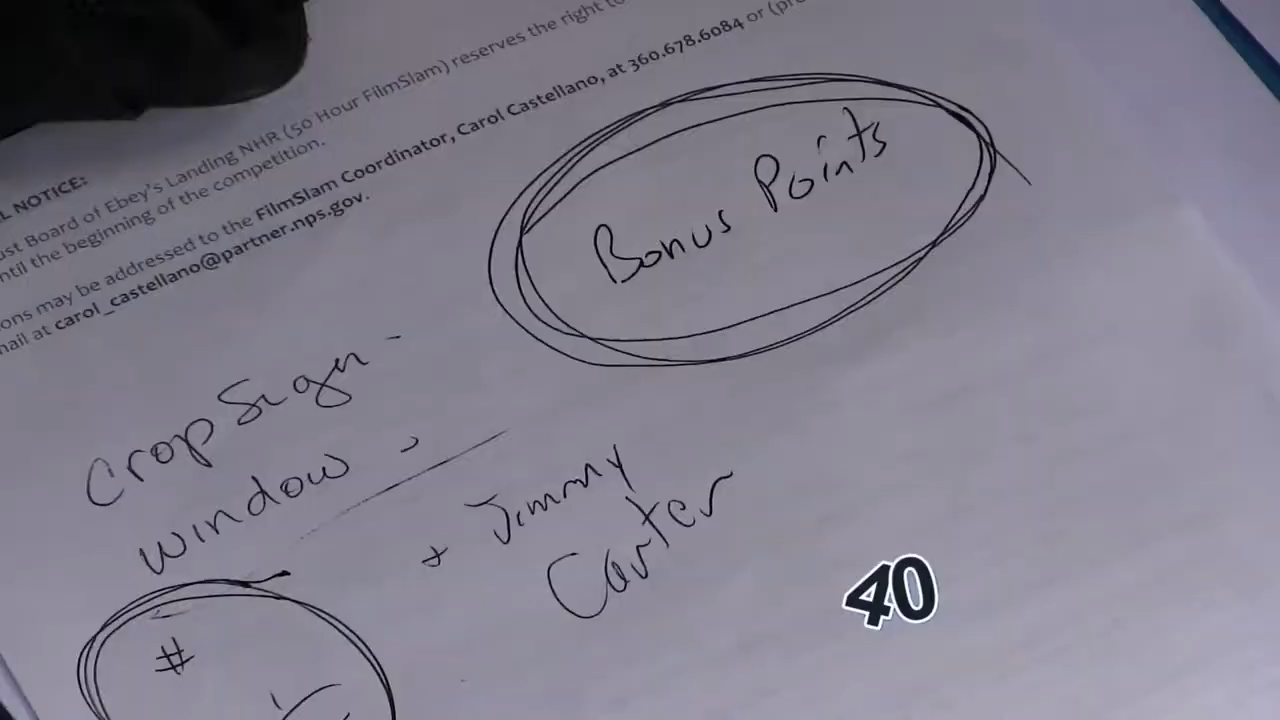 L NOTICE:
ust Board of Ebey's Landing NHR (50 Hour FilmSlam) reserves the right to
ntil the beginning of the competition.
ons may be addressed to the FilmSlam Coordinator, Carol Castellano, at 360.678.6084 or (pr
nail at carol_castellano@partner.nps.gov.
Bonus Points
Crop Sign -
window -
+ Jimmy
Carter
40
#